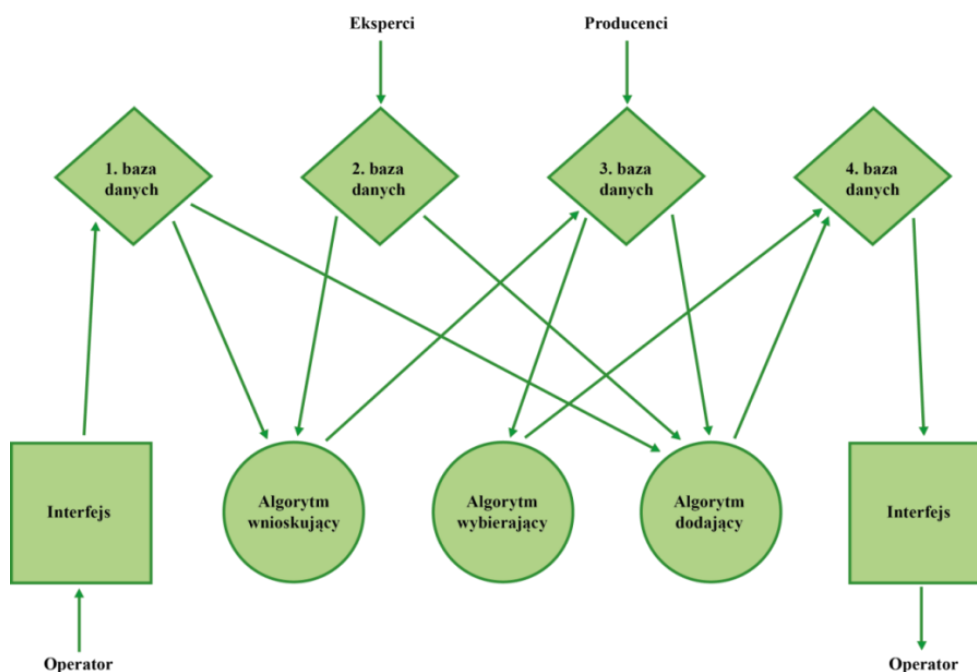 Eksperci
Producenci
1. baza
danych
2. baza
danych
3. baza
danych
4. baza
danych
Interfejs
Algorytm
wnioskujący
Algorytm
wybierający
Algorytm
dodający
Interfejs
Operator
Operator